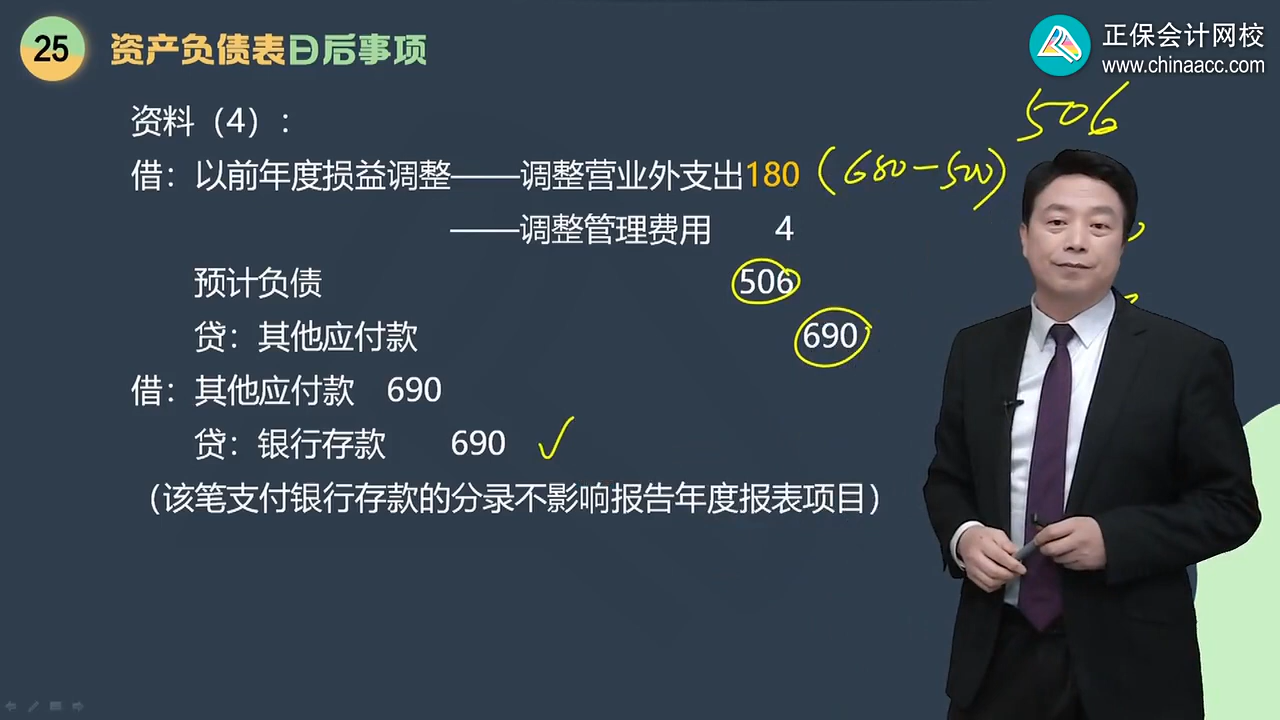 25 资产负债表日后事项
正保会计网校
www.chinaacc.com
506
资料（4）：
借：以前年度损益调整——调整营业外支出180 (680-500)
——调整管理费用 4
预计负债 506
贷：其他应付款 690
借：其他应付款 690
贷：银行存款 690
（该笔支付银行存款的分录不影响报告年度报表项目）